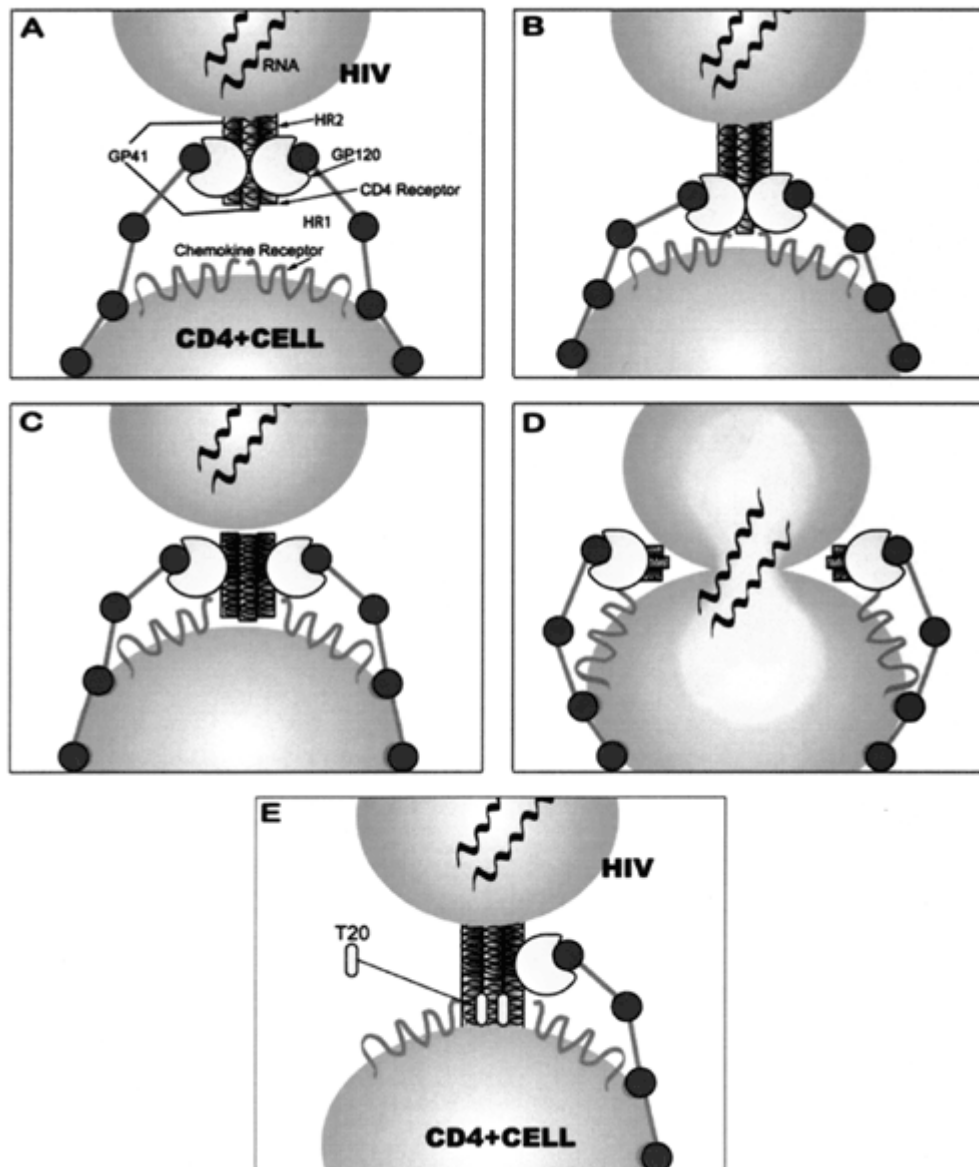 A
RNA
HIV
HR2
GP41
GP120
CD4 Receptor
HR1
Chemokine Receptor
CD4+CELL
B
C
D
E
HIV
T20
CD4+CELL